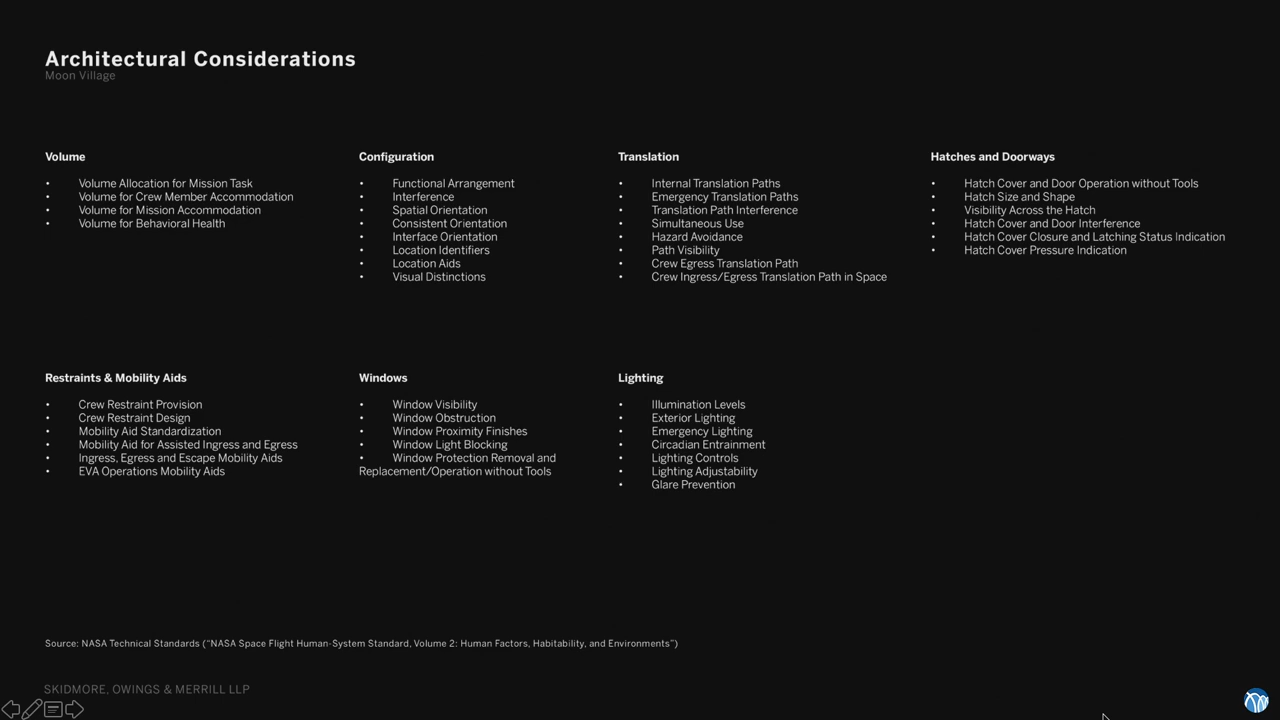 Architectural Considerations
Moon Village
Volume
• Volume Allocation for Mission Task
• Volume for Crew Member Accommodation
• Volume for Mission Accommodation
• Volume for Behavioral Health
Configuration
• Functional Arrangement
• Interference
• Spatial Orientation
• Consistent Orientation
• Interface Orientation
• Location Identifiers
• Location Aids
• Visual Distinctions
Translation
• Internal Translation Paths
• Emergency Translation Paths
• Translation Path Interference
• Simultaneous Use
• Hazard Avoidance
• Path Visibility
• Crew Egress Translation Path
• Crew Ingress/Egress Translation Path in Space
Hatches and Doorways
• Hatch Cover and Door Operation without Tools
• Hatch Size and Shape
• Visibility Across the Hatch
• Hatch Cover and Door Interference
• Hatch Cover Closure and Latching Status Indication
• Hatch Cover Pressure Indication
Restraints & Mobility Aids
• Crew Restraint Provision
• Crew Restraint Design
• Mobility Aid Standardization
• Mobility Aid for Assisted Ingress and Egress
• Ingress, Egress and Escape Mobility Aids
• EVA Operations Mobility Aids
Windows
• Window Visibility
• Window Obstruction
• Window Proximity Finishes
• Window Light Blocking
• Window Protection Removal and
Replacement/Operation without Tools
Lighting
• Illumination Levels
• Exterior Lighting
• Emergency Lighting
• Circadian Entrainment
• Lighting Controls
• Lighting Adjustability
• Glare Prevention
Source: NASA Technical Standards (“NASA Space Flight Human-System Standard, Volume 2: Human Factors, Habitability, and Environments”)
SKIDMORE, OWINGS & MERRILL LLP